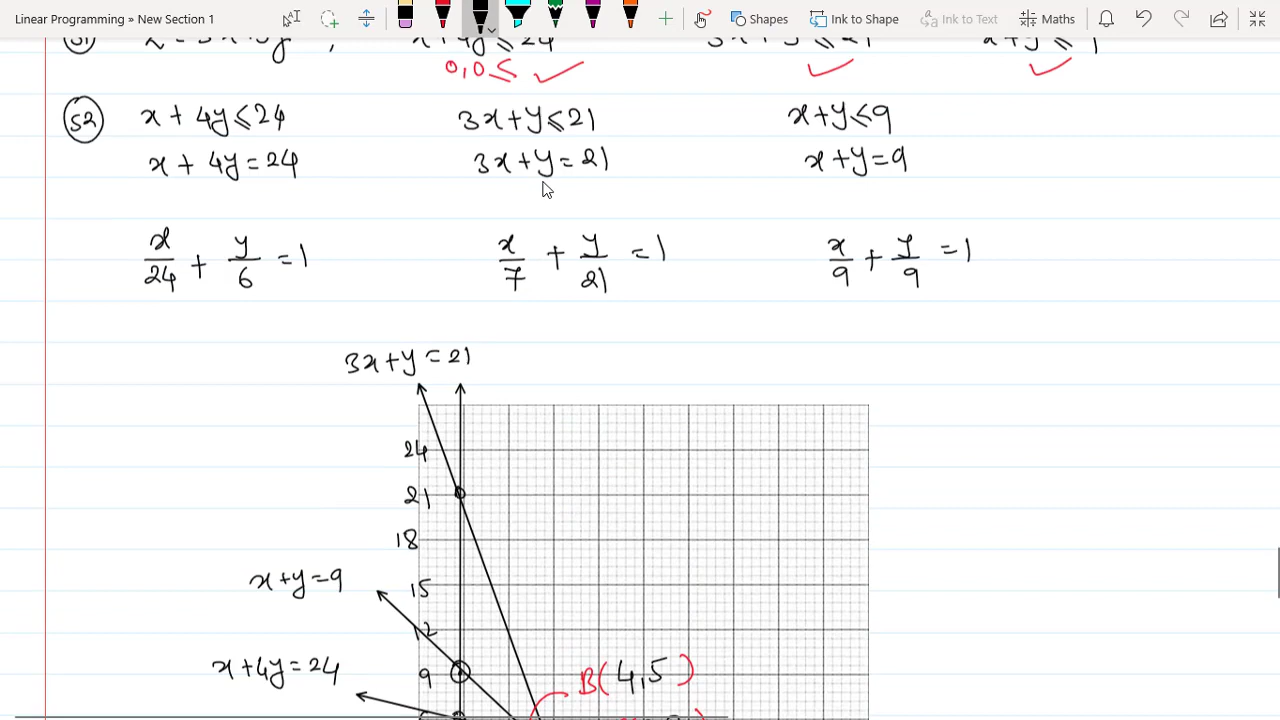 Linear Programming » New Section 1
Shapes Ink to Shape Ink to Text Maths
0,0 ≤
S2 x + 4y ≤ 24 3x + y ≤ 21 x + y ≤ 9
x + 4y = 24 3x + y = 21 x + y = 9
x/24 + y/6 = 1 x/7 + y/21 = 1 x/9 + y/9 = 1
3x + y = 21
24
21
18
x + y = 9
15
12
x + 4y = 24
9
B( 4,5 )